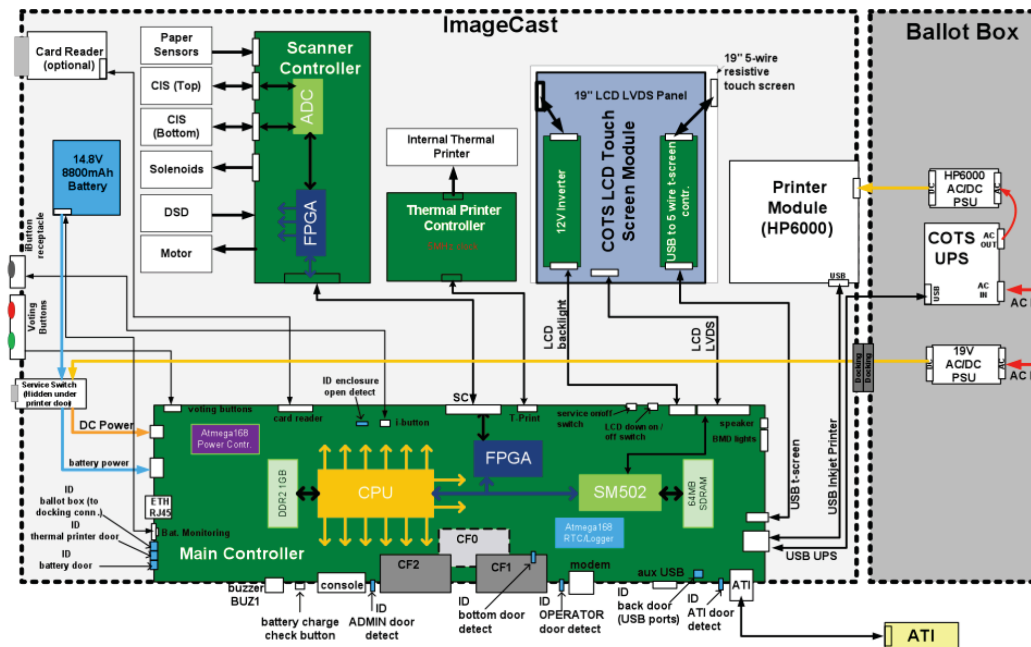 ImageCast
Ballot Box
Card Reader
(optional)
Paper
Sensors
CIS (Top)
CIS
(Bottom)
Solenoids
DSD
Motor
Scanner
Controller
ADC
FPGA
14.8V
8800mAh
Battery
iButton
receptacle
Voting
Buttons
Service Switch
(Hidden under
printer door)
DC Power
battery power
Internal Thermal
Printer
Thermal Printer
Controller
19" LCD LVDS Panel
12V Inverter
COTS LCD Touch
Screen Module
USB to 5 wire t-screen
contr.
19" 5-wire
resistive
touch screen
Printer
Module
(HP6000)
USB
HP6000
AC/DC
PSU
DC
AC
COTS
UPS
AC
OUT
AC
IN
USB
AC
19V
AC/DC
PSU
DC
AC
AC
Docking
Docking
LCD
backlight
LCD
LVDS
USB t-screen
USB Inkjet Printer
USB UPS
ID enclosure
open detect
SC
voting buttons
card reader
i-button
T-Print
service on/off
switch
LCD down on /
off switch
speaker
BMD lights
Atmega168
Power Contr.
DDR2 1GB
CPU
FPGA
SM502
64MB
SDRAM
Atmega168
RTC/Logger
ETH
RJ45
Bat. Monitoring
Main Controller
ID
ballot box (to
docking conn.)
ID
thermal printer door
ID
battery door
CF0
CF2
CF1
buzzer
BUZ1
console
battery charge
check button
ID
ADMIN door
detect
ID
bottom door
detect
modem
ID
OPERATOR
door detect
aux USB
ID
back door
(USB ports)
ID
ATI door
detect
ATI
ATI